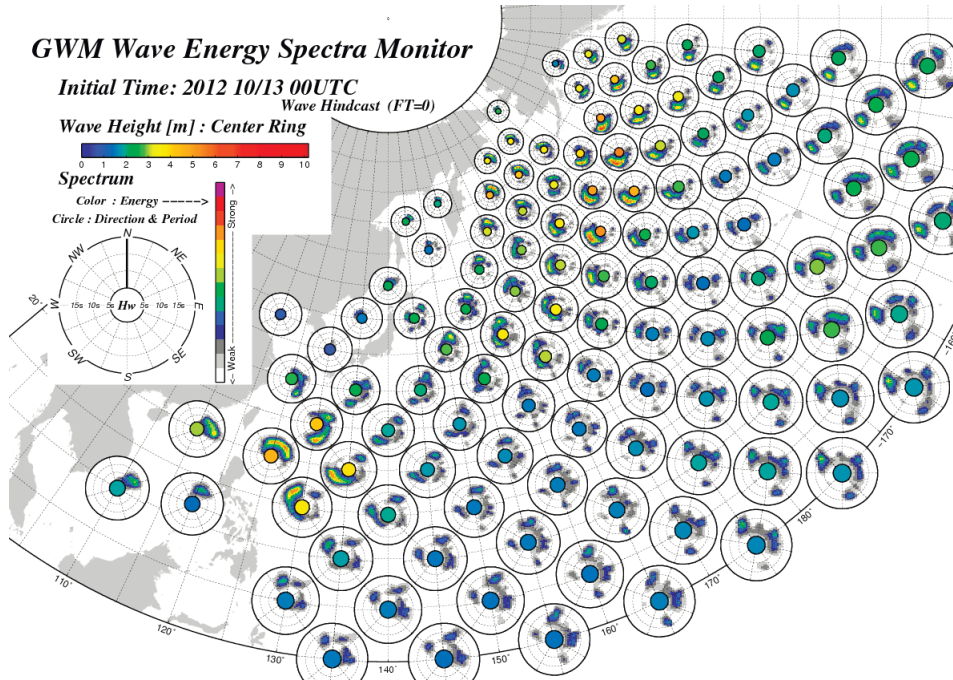 GWM Wave Energy Spectra Monitor
Initial Time: 2012 10/13 00UTC
Wave Hindcast (FT=0)
Wave Height [m] : Center Ring
0 1 2 3 4 5 6 7 8 9 10
Spectrum
Color : Energy ----->
Circle : Direction & Period
<- Weak ---------- Strong ->
N
NW NE
W 15s 10s 5s Hw 5s 10s 15s E
SW SE
S
20°
110°
120°
130°
140°
150°
160°
170°
180°
-170°
-160°